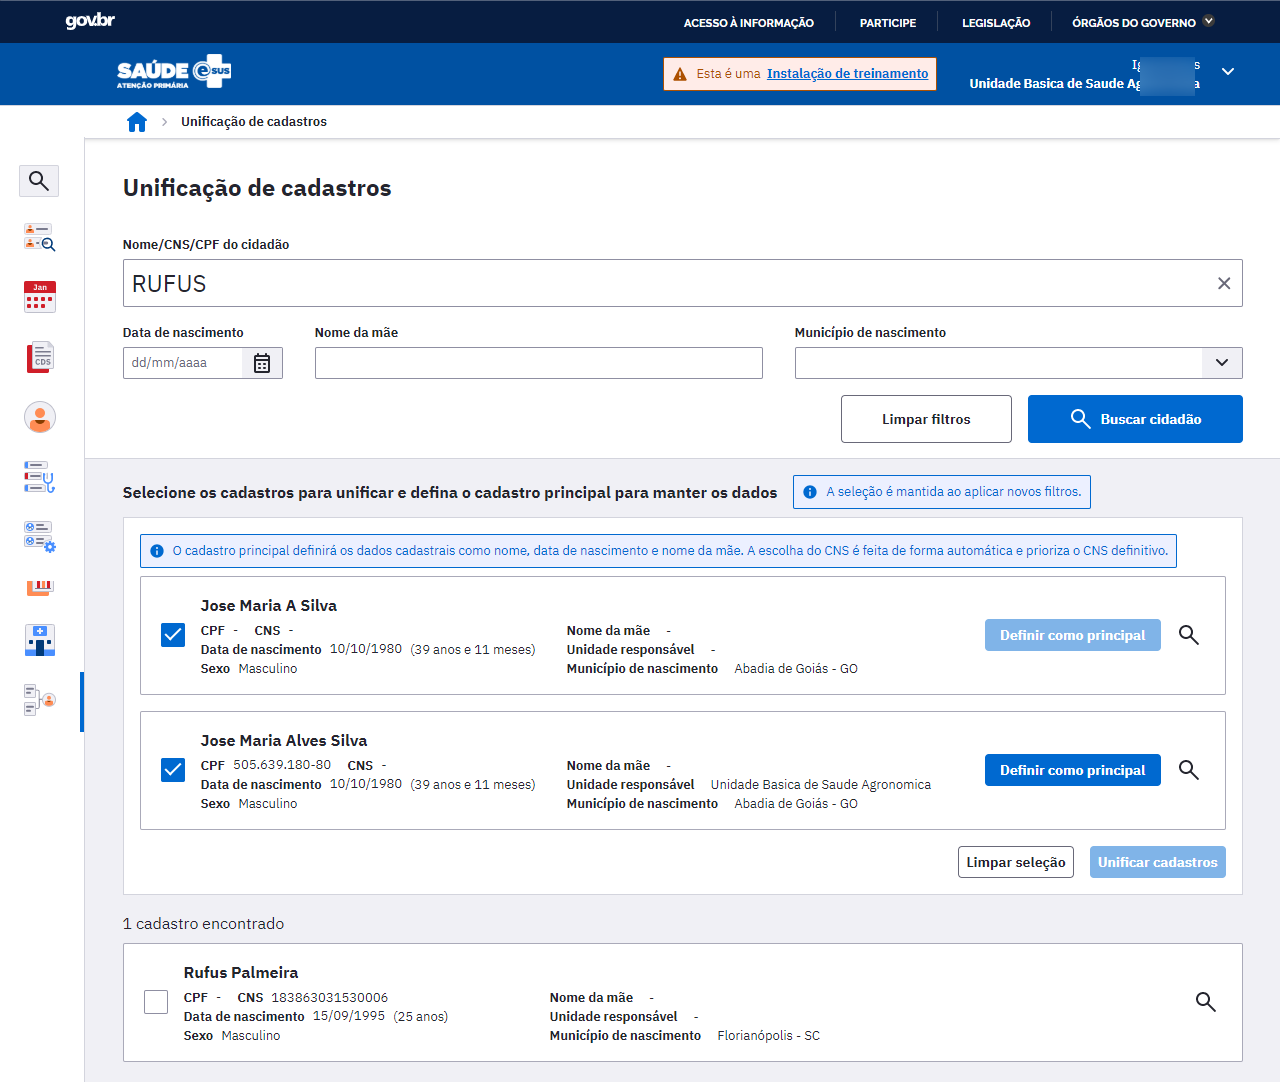 gov.br
ACESSO À INFORMAÇÃO
PARTICIPE
LEGISLAÇÃO
ÓRGÃOS DO GOVERNO
SAÚDE e SUS
ATENÇÃO PRIMÁRIA
Esta é uma Instalação de treinamento
Unidade Basica de Saude
Unificação de cadastros
Unificação de cadastros
Nome/CNS/CPF do cidadão
RUFUS
Data de nascimento
Nome da mãe
Município de nascimento
dd/mm/aaaa
Limpar filtros
Buscar cidadão
Jan
CDS
Selecione os cadastros para unificar e defina o cadastro principal para manter os dados
A seleção é mantida ao aplicar novos filtros.
O cadastro principal definirá os dados cadastrais como nome, data de nascimento e nome da mãe. A escolha do CNS é feita de forma automática e prioriza o CNS definitivo.
Jose Maria A Silva
CPF - CNS -
Data de nascimento 10/10/1980 (39 anos e 11 meses)
Sexo Masculino
Nome da mãe -
Unidade responsável -
Município de nascimento Abadia de Goiás - GO
Definir como principal
Jose Maria Alves Silva
CPF 505.639.180-80 CNS -
Data de nascimento 10/10/1980 (39 anos e 11 meses)
Sexo Masculino
Nome da mãe -
Unidade responsável Unidade Basica de Saude Agronomica
Município de nascimento Abadia de Goiás - GO
Definir como principal
Limpar seleção
Unificar cadastros
1 cadastro encontrado
Rufus Palmeira
CPF - CNS 183863031530006
Data de nascimento 15/09/1995 (25 anos)
Sexo Masculino
Nome da mãe -
Unidade responsável -
Município de nascimento Florianópolis - SC